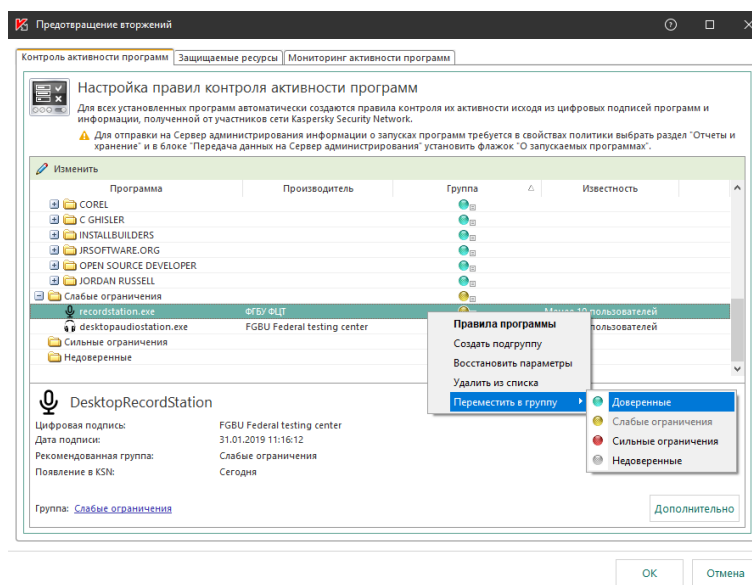 Предотвращение вторжений
Контроль активности программ
Защищаемые ресурсы
Мониторинг активности программ
Настройка правил контроля активности программ
Для всех установленных программ автоматически создаются правила контроля их активности исходя из цифровых подписей программ и
информации, полученной от участников сети Kaspersky Security Network.
Для отправки на Сервер администрирования информации о запусках программ требуется в свойствах политики выбрать раздел "Отчеты и
хранение" и в блоке "Передача данных на Сервер администрирования" установить флажок "О запускаемых программах".
Изменить
Программа Производитель Группа Известность
COREL
C GHISLER
INSTALLBUILDERS
JRSOFTWARE.ORG
OPEN SOURCE DEVELOPER
JORDAN RUSSELL
Слабые ограничения
recordstation.exe ФГБУ ФЦТ пользователей
desktopaudiostation.exe FGBU Federal testing center пользователей
Сильные ограничения
Недоверенные
Правила программы
Создать подгруппу
Восстановить параметры
Удалить из списка
Переместить в группу
Доверенные
Слабые ограничения
Сильные ограничения
Недоверенные
DesktopRecordStation
Цифровая подпись: FGBU Federal testing center
Дата подписи: 31.01.2019 11:16:12
Рекомендованная группа: Слабые ограничения
Появление в KSN: Сегодня
Группа: Слабые ограничения
Дополнительно
ОК
Отмена